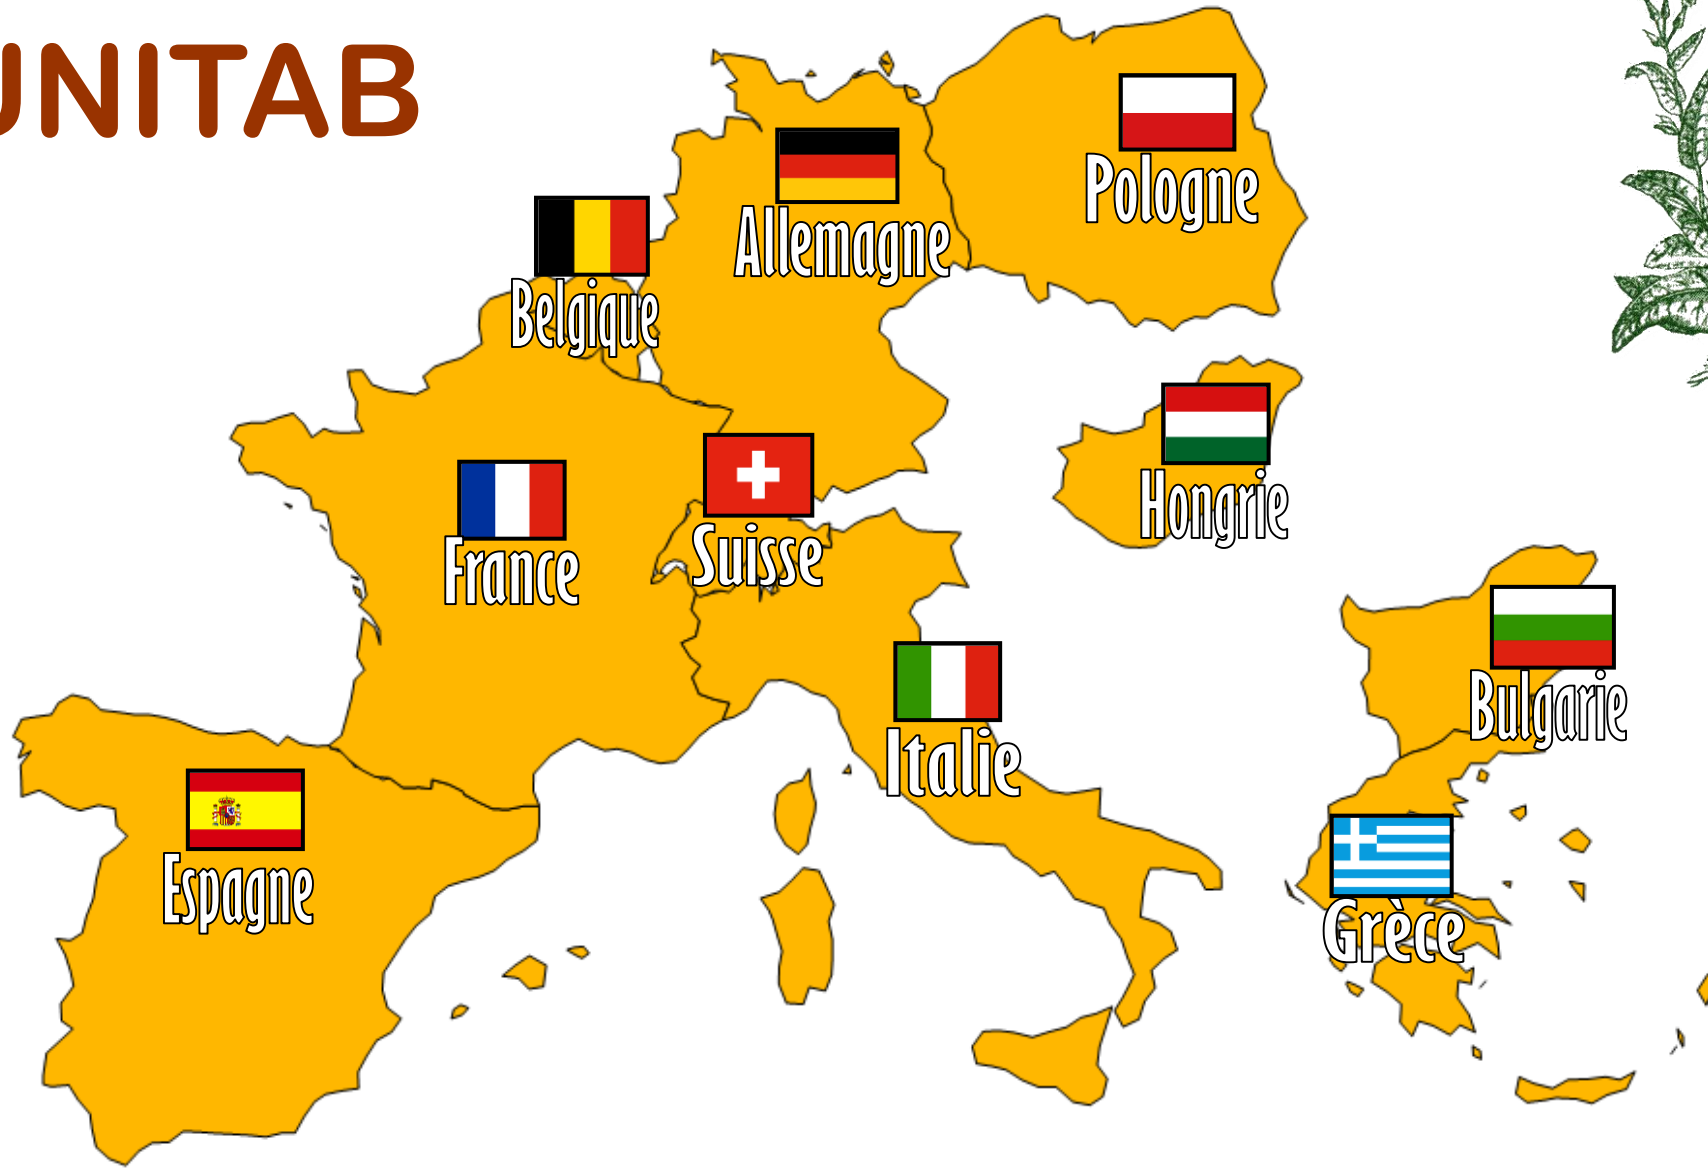 UNITAB
Pologne
Allemagne
Belgique
Hongrie
France
Suisse
Bulgarie
Italie
Espagne
Grèce